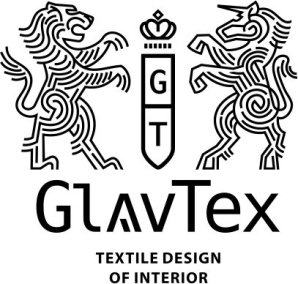 G
T
GlavTex
TEXTILE DESIGN
OF INTERIOR